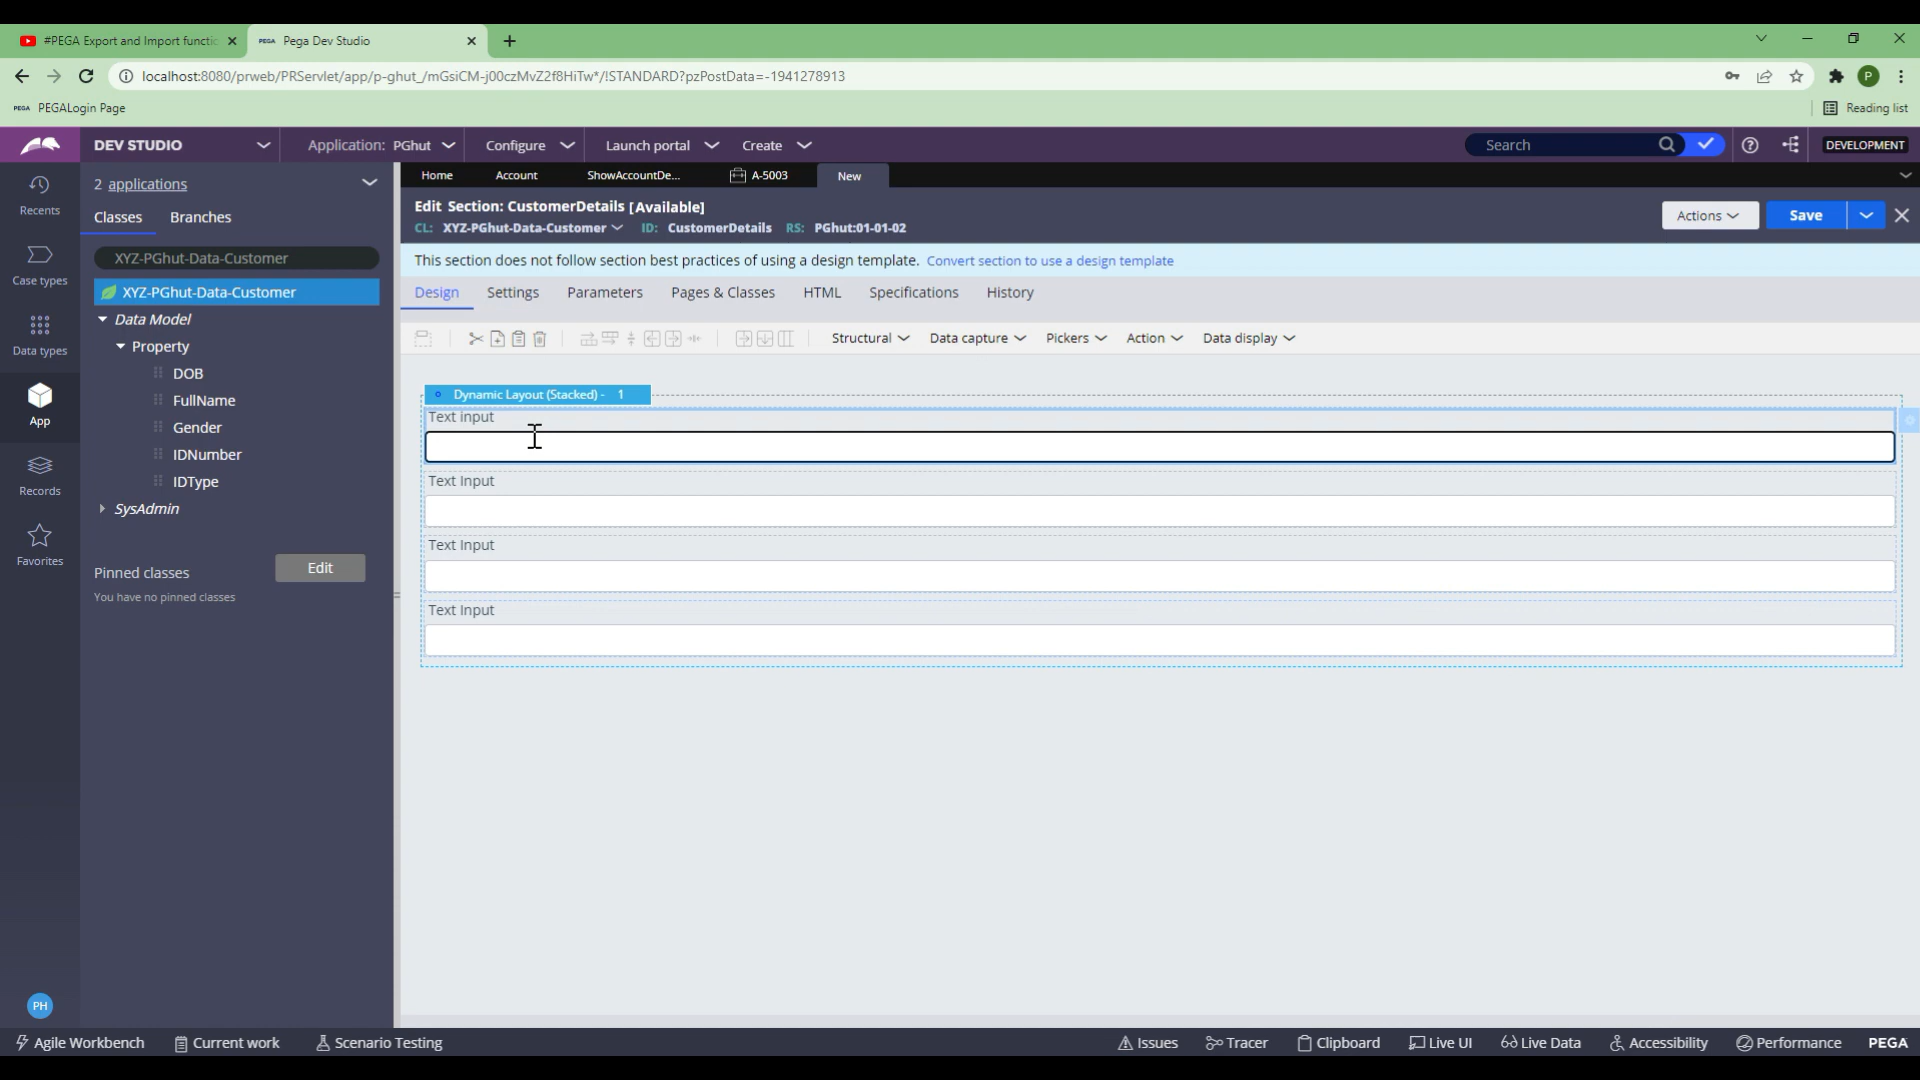 #PEGA Export and Import functic
PEGA Pega Dev Studio
localhost:8080/prweb/PRServlet/app/p-ghut_/mGsiCM-j00czMvZ2f8HiTw*/!STANDARD?pzPostData=-1941278913
P
PEGA PEGALogin Page
Reading list
DEV STUDIO
Application: PGhut
Configure
Launch portal
Create
Search
DEVELOPMENT
Recents
Case types
Data types
App
Records
Favorites
PH
2 applications
Classes
Branches
XYZ-PGhut-Data-Customer
XYZ-PGhut-Data-Customer
Data Model
Property
DOB
FullName
Gender
IDNumber
IDType
SysAdmin
Pinned classes
Edit
You have no pinned classes
Home
Account
ShowAccountDe...
A-5003
New
Edit Section: CustomerDetails [Available]
CL: XYZ-PGhut-Data-Customer ID: CustomerDetails RS: PGhut:01-01-02
Actions
Save
This section does not follow section best practices of using a design template. Convert section to use a design template
Design
Settings
Parameters
Pages & Classes
HTML
Specifications
History
Structural
Data capture
Pickers
Action
Data display
Dynamic Layout (Stacked) - 1
Text input
Text Input
Text Input
Text Input
Agile Workbench
Current work
Scenario Testing
Issues
Tracer
Clipboard
Live UI
Live Data
Accessibility
Performance
PEGA